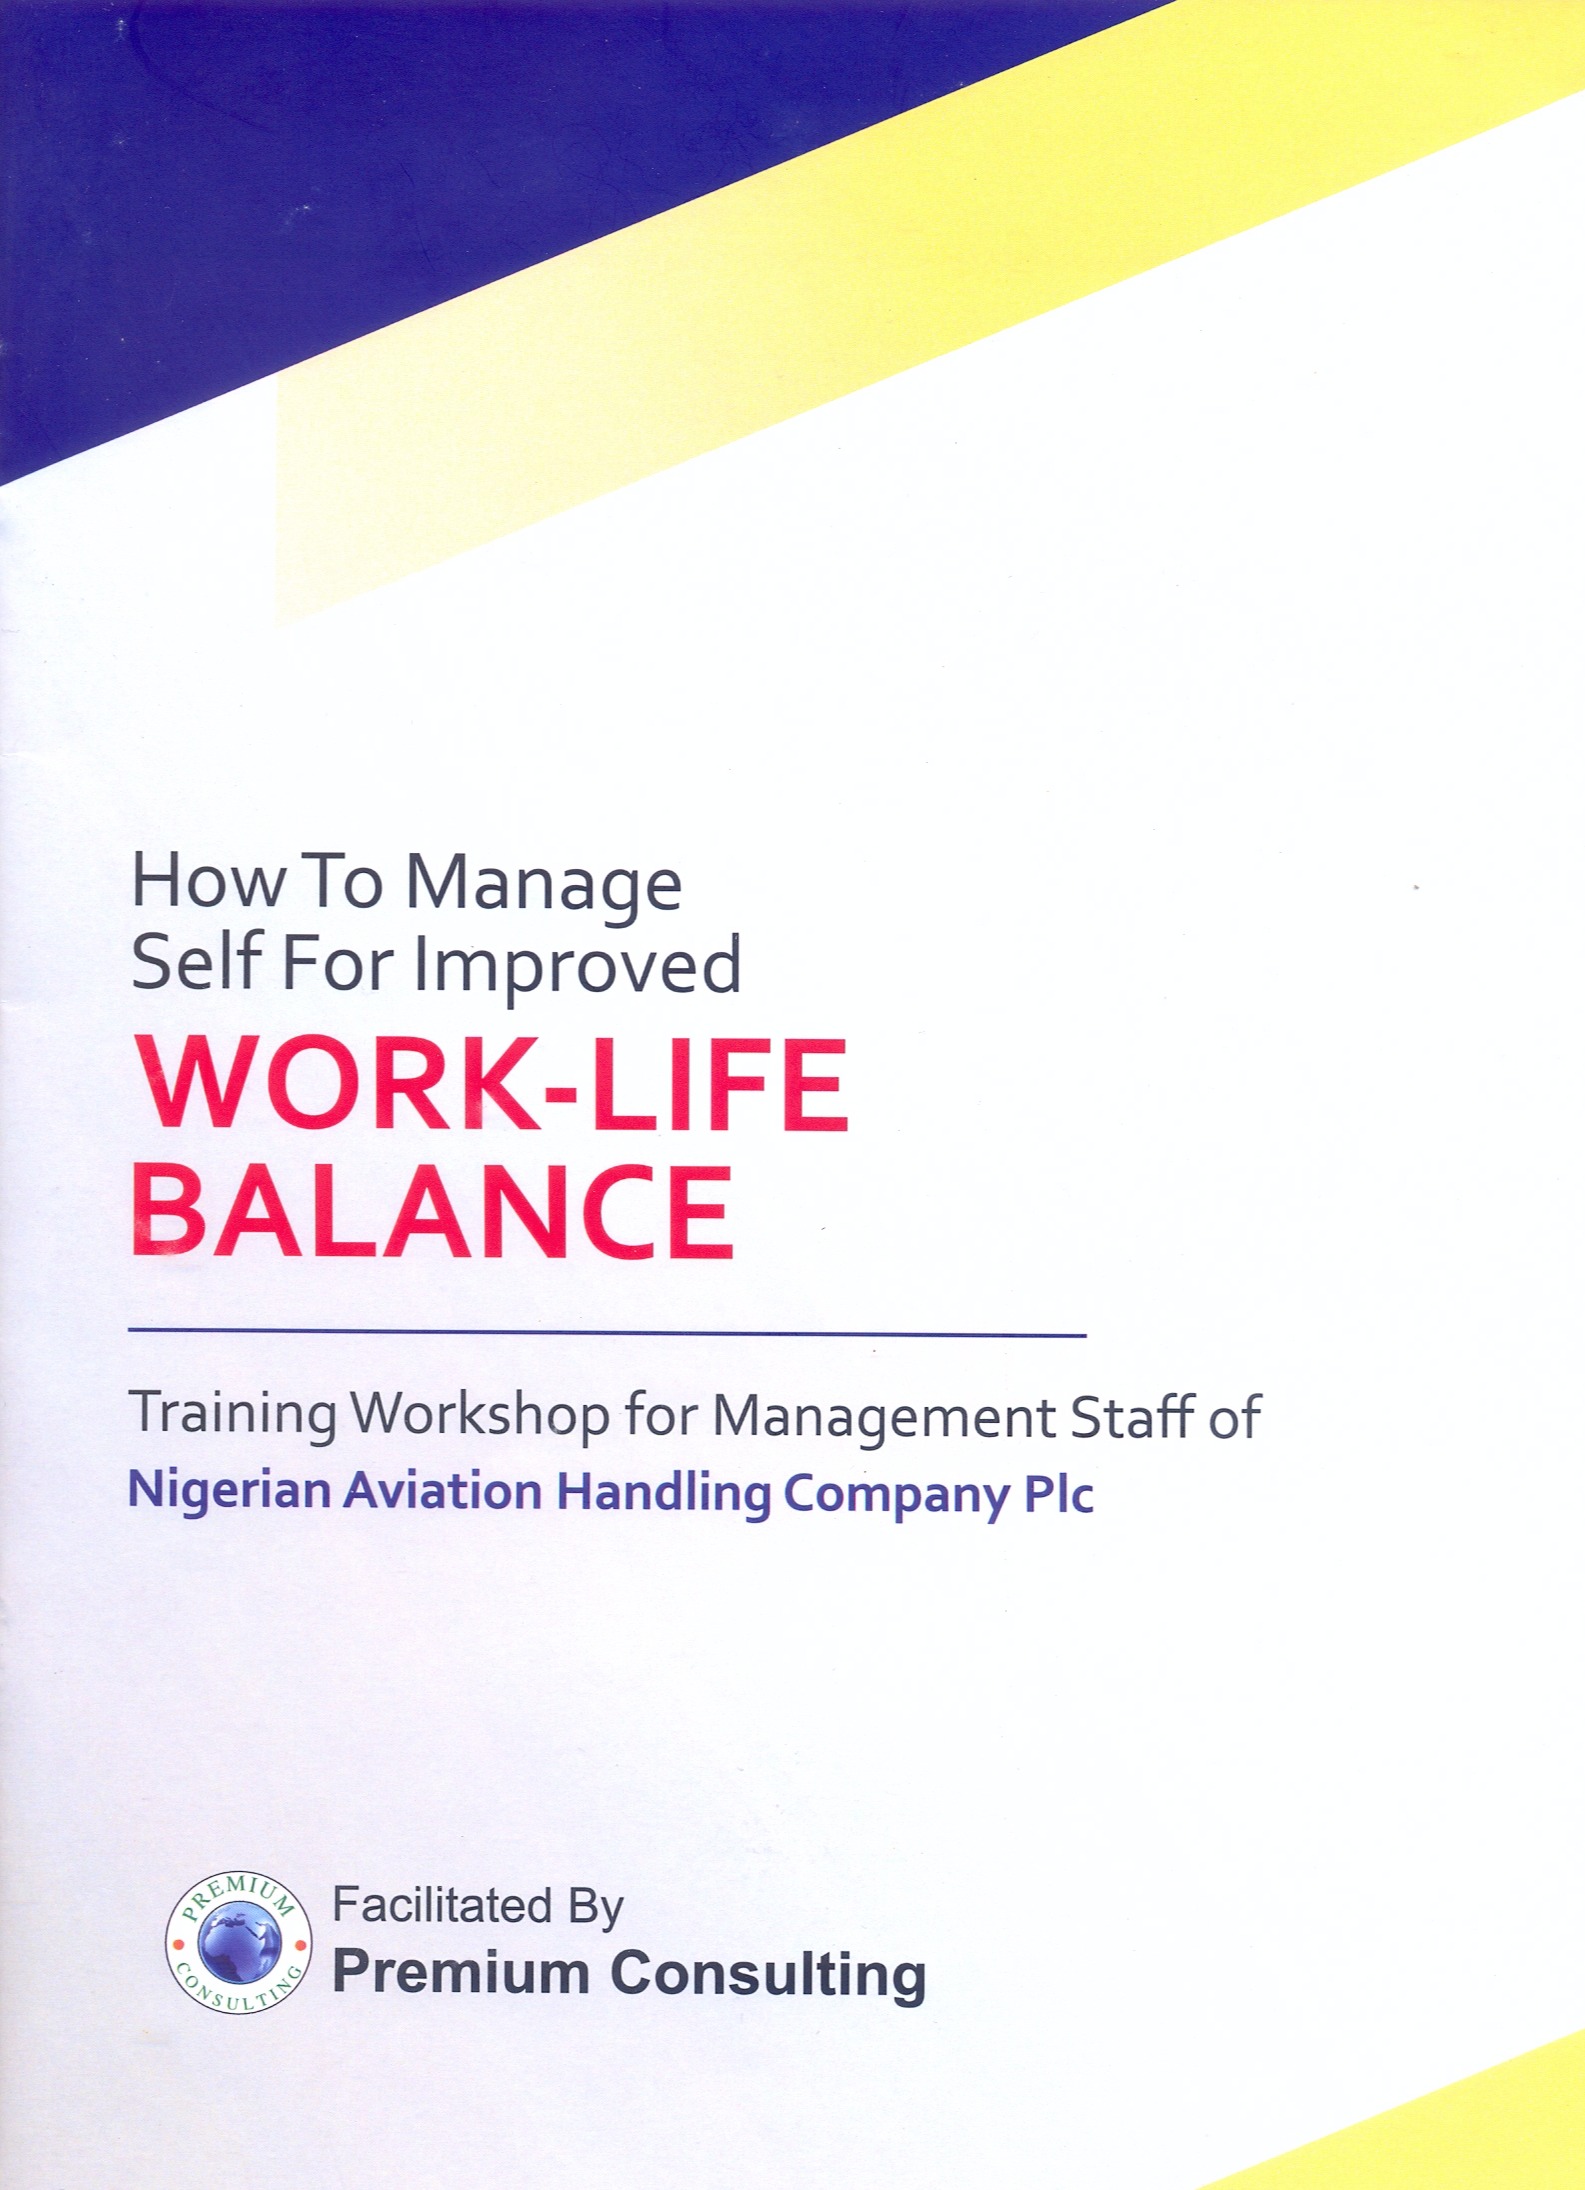 How To Manage
Self For Improved
WORK-LIFE
BALANCE
Training Workshop for Management Staff of
Nigerian Aviation Handling Company Plc
PREMIUM
CONSULTING
Facilitated By
Premium Consulting